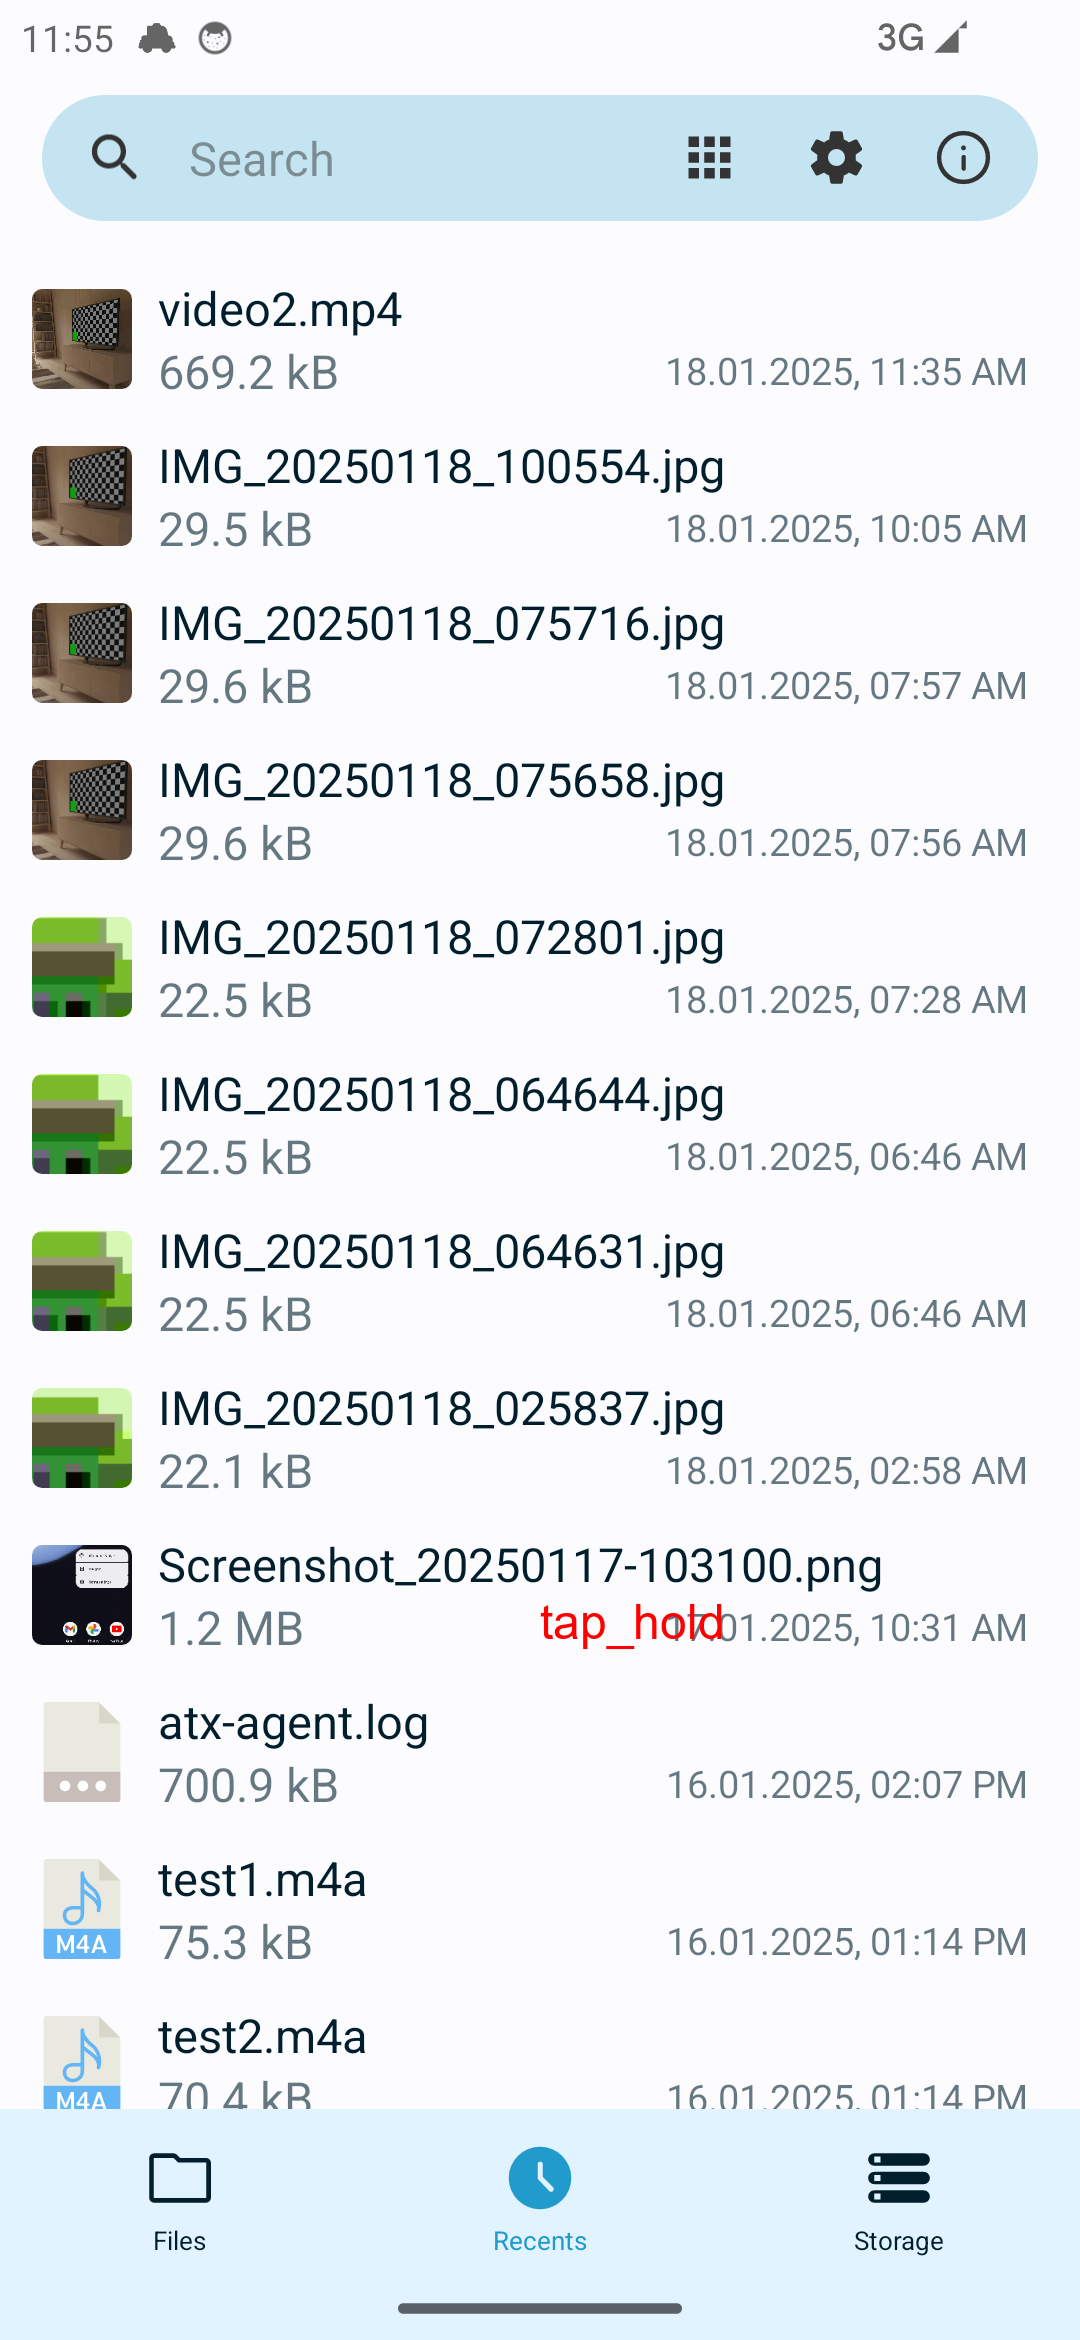 11:55 3G
Search
video2.mp4
669.2 kB 18.01.2025, 11:35 AM
IMG_20250118_100554.jpg
29.5 kB 18.01.2025, 10:05 AM
IMG_20250118_075716.jpg
29.6 kB 18.01.2025, 07:57 AM
IMG_20250118_075658.jpg
29.6 kB 18.01.2025, 07:56 AM
IMG_20250118_072801.jpg
22.5 kB 18.01.2025, 07:28 AM
IMG_20250118_064644.jpg
22.5 kB 18.01.2025, 06:46 AM
IMG_20250118_064631.jpg
22.5 kB 18.01.2025, 06:46 AM
IMG_20250118_025837.jpg
22.1 kB 18.01.2025, 02:58 AM
Screenshot_20250117-103100.png
1.2 MB tap_hold 17.01.2025, 10:31 AM
atx-agent.log
700.9 kB 16.01.2025, 02:07 PM
test1.m4a
M4A 75.3 kB 16.01.2025, 01:14 PM
test2.m4a
M4A 70.4 kB 16.01.2025, 01:14 PM
Files Recents Storage